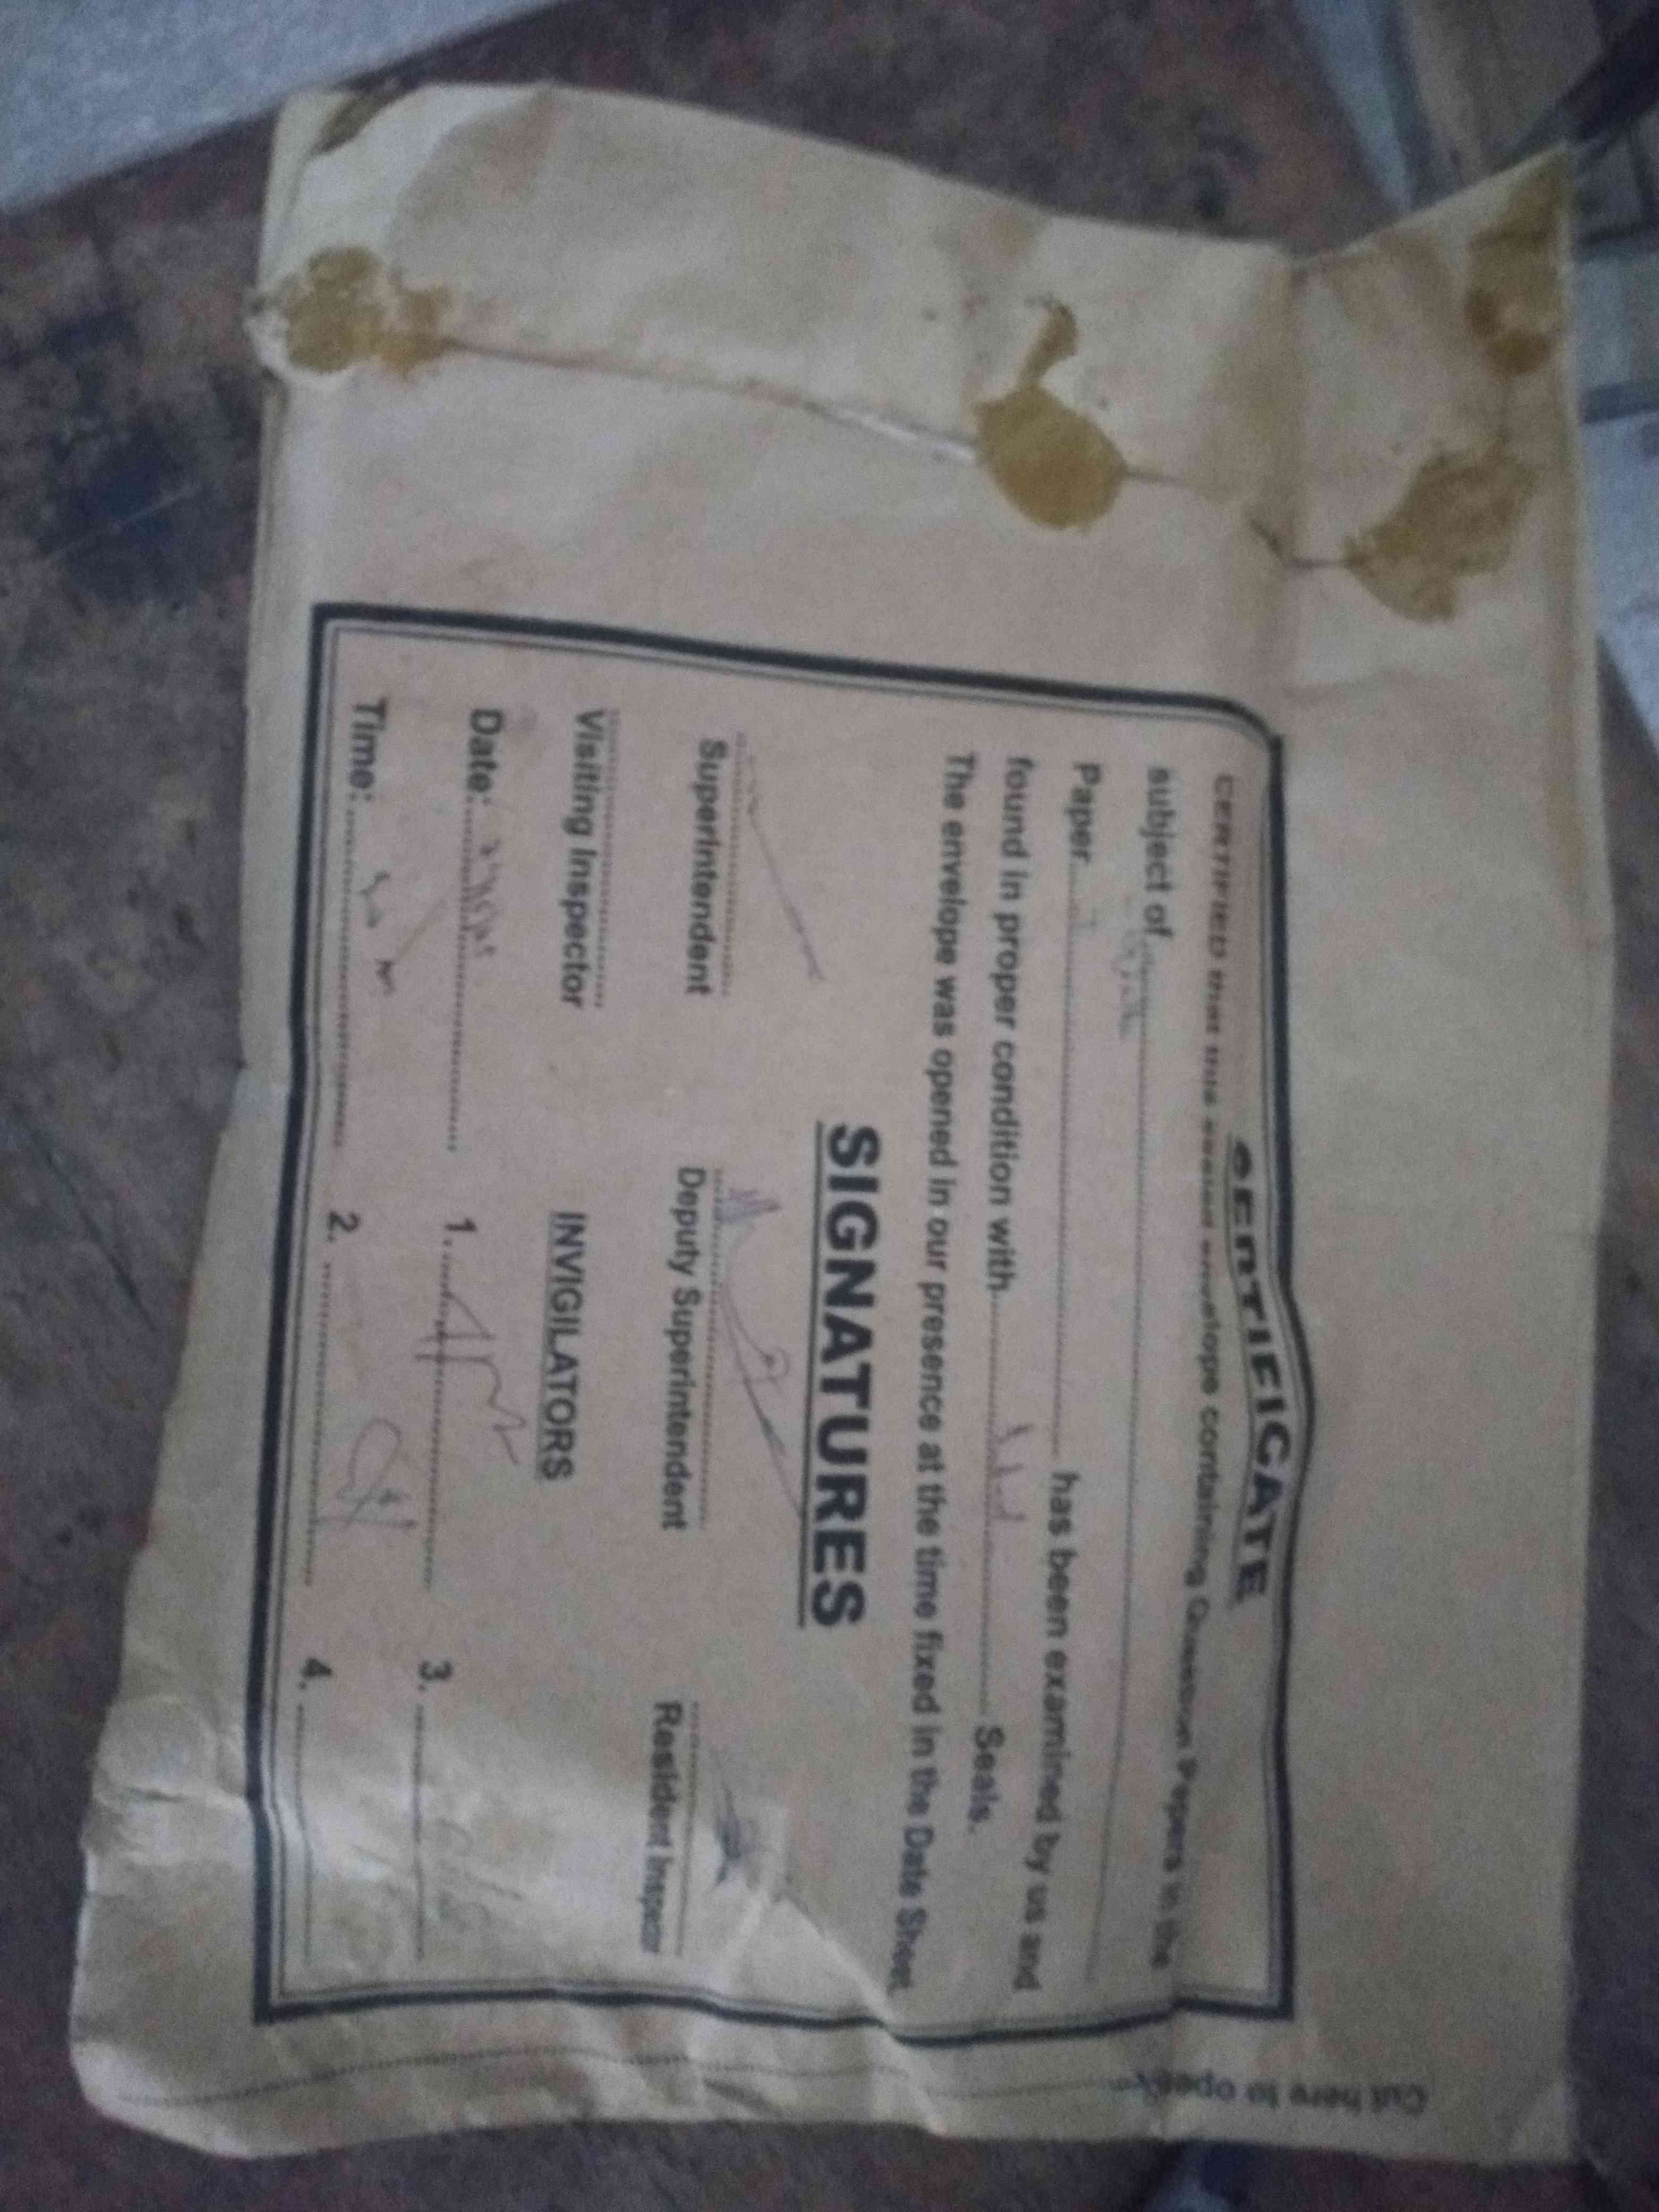 CERTIFICATE
CERTIFIED that this sealed envelope containing Question Papers in the
subject of
Paper has been examined by us and
found in proper condition with Seals.
The envelope was opened in our presence at the time fixed in the Date Sheet.
SIGNATURES
Superintendent Deputy Superintendent Resident Inspector
Visiting Inspector INVIGILATORS
Date: 1. 3.
Time: 2. 4.
Cut here to open